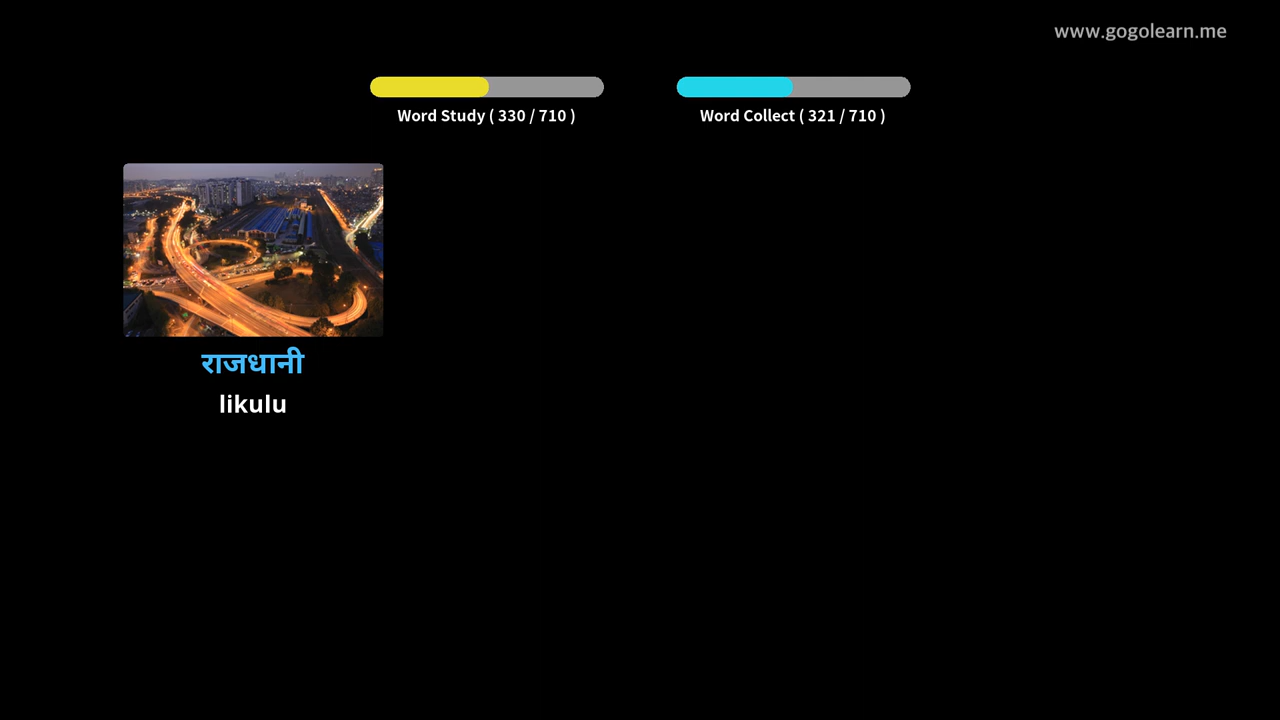 www.gogolearn.me
Word Study ( 330 / 710 )
Word Collect ( 321 / 710 )
राजधानी
likulu